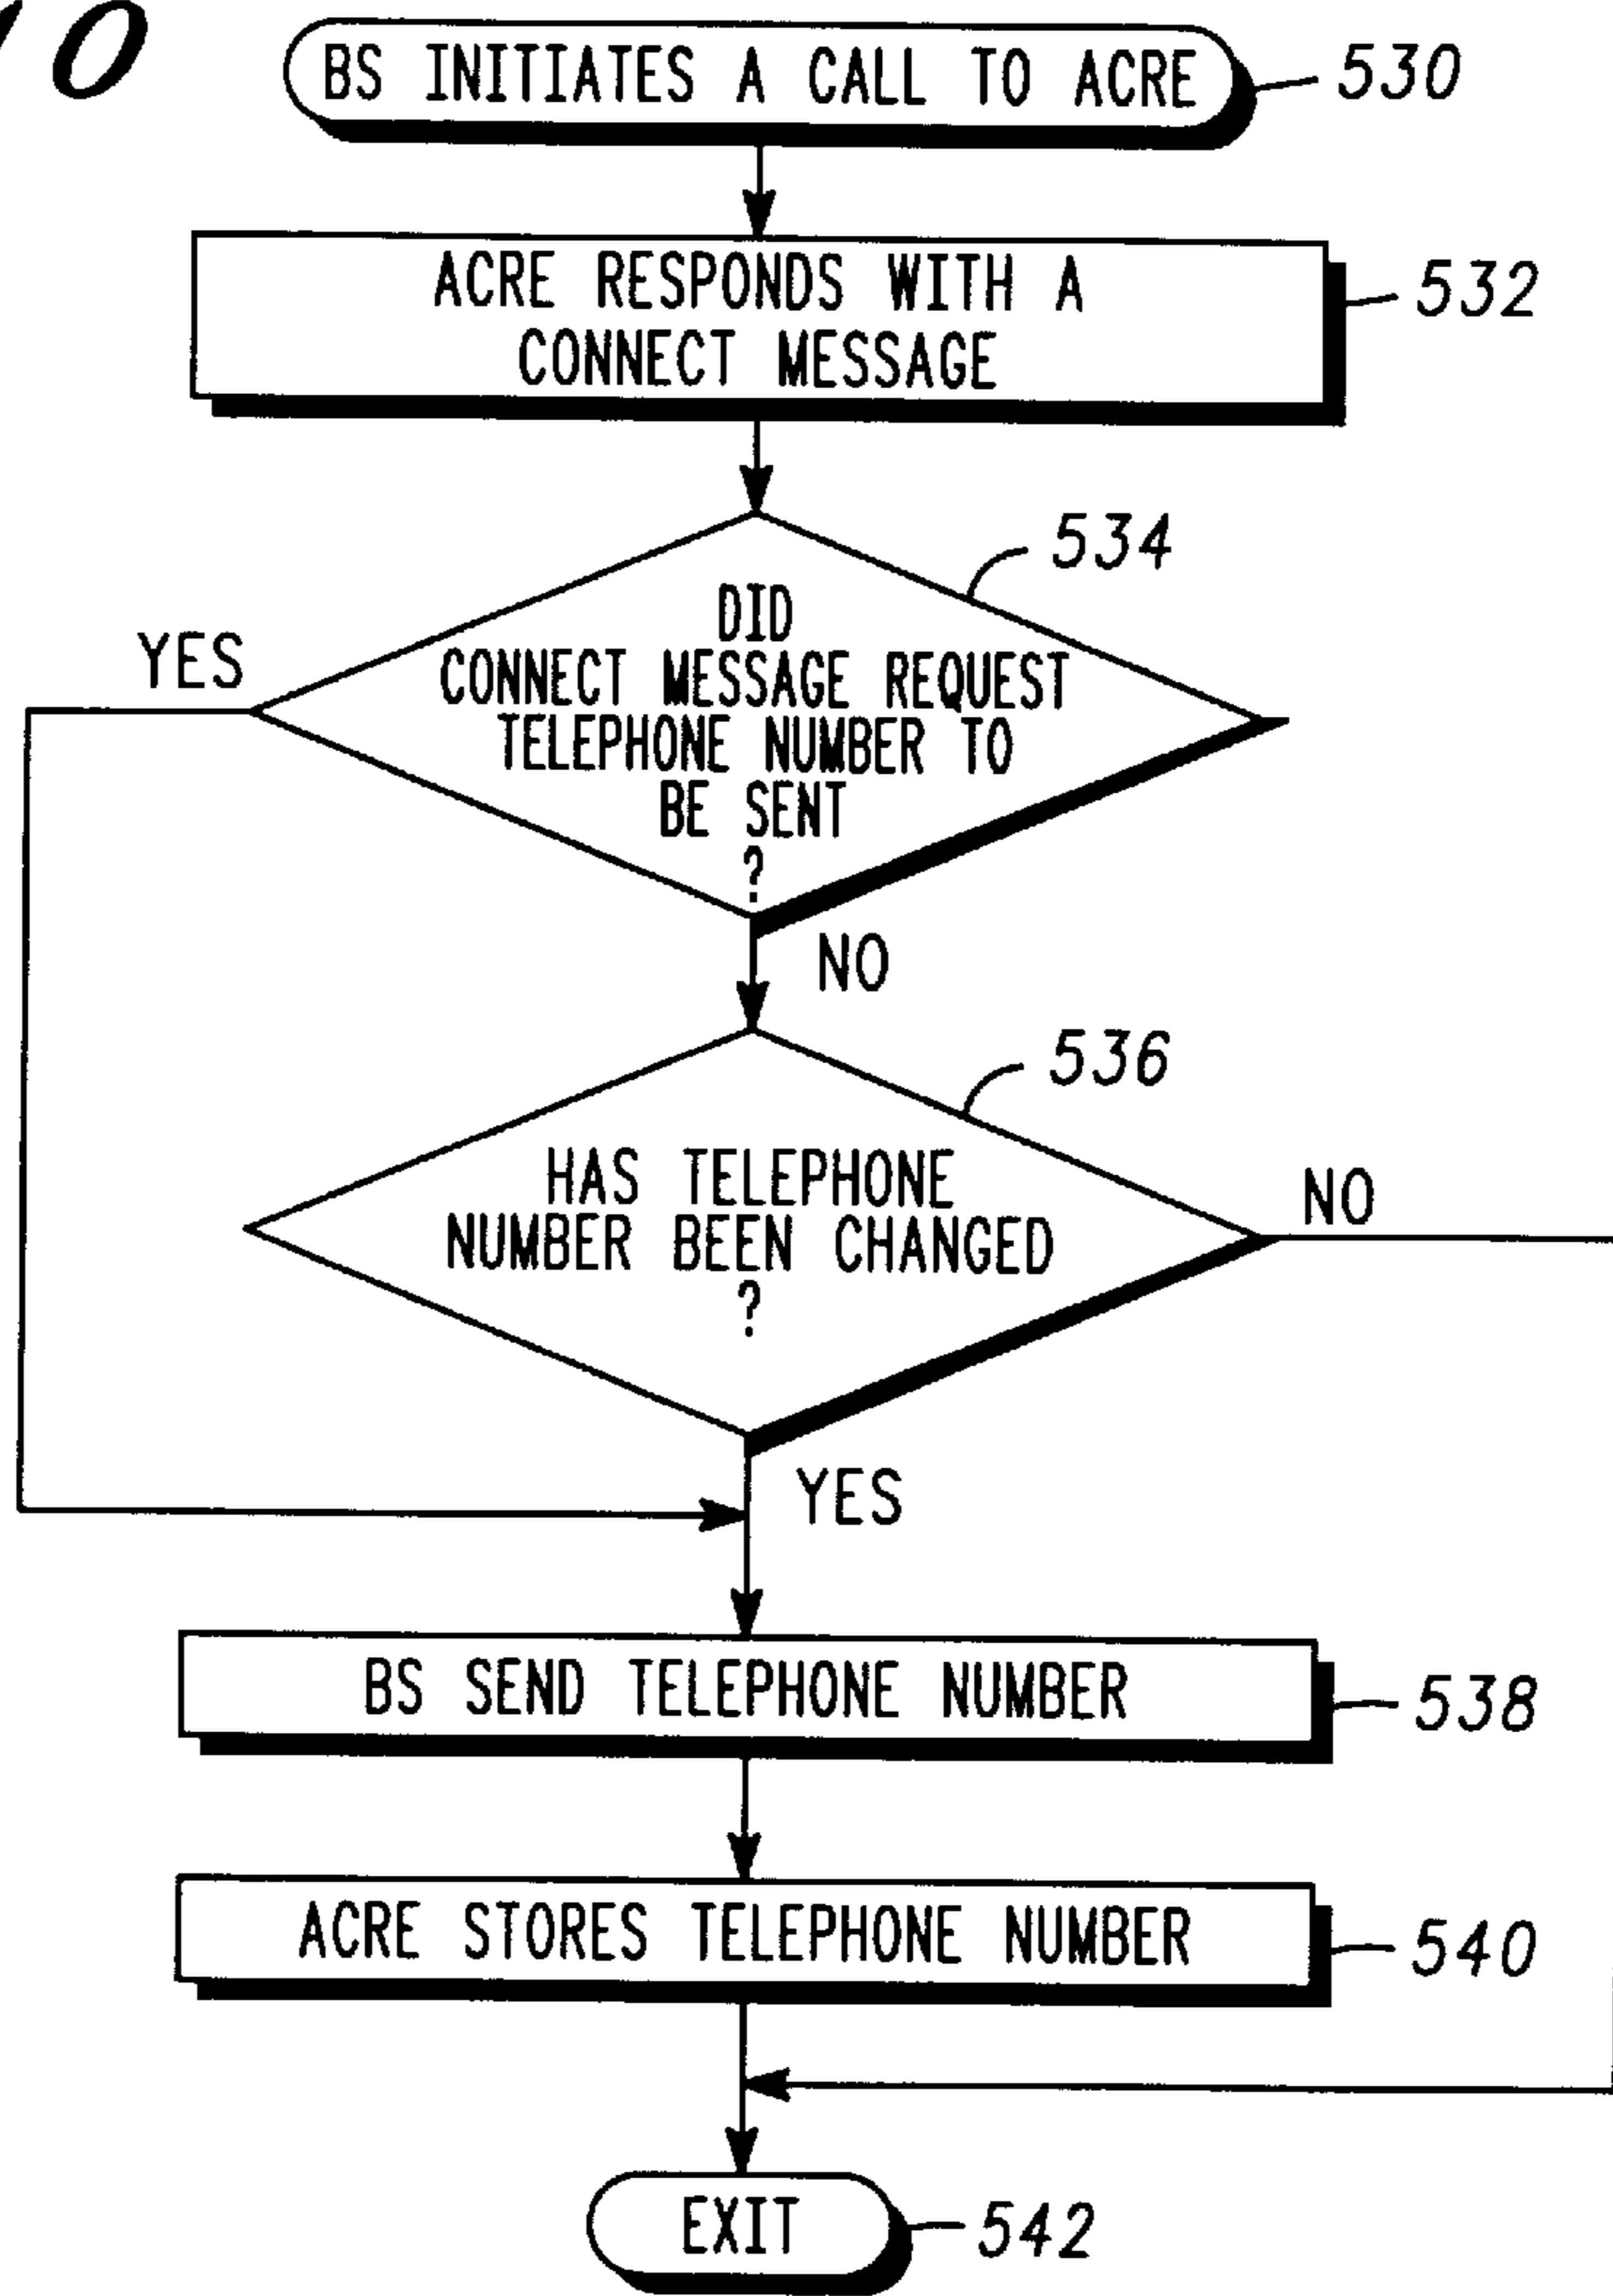 10
BS INITIATES A CALL TO ACRE
530
ACRE RESPONDS WITH A
CONNECT MESSAGE
532
534
DID
CONNECT MESSAGE REQUEST
TELEPHONE NUMBER TO
BE SENT
?
YES
NO
536
HAS TELEPHONE
NUMBER BEEN CHANGED
?
NO
YES
BS SEND TELEPHONE NUMBER
538
ACRE STORES TELEPHONE NUMBER
540
EXIT
542